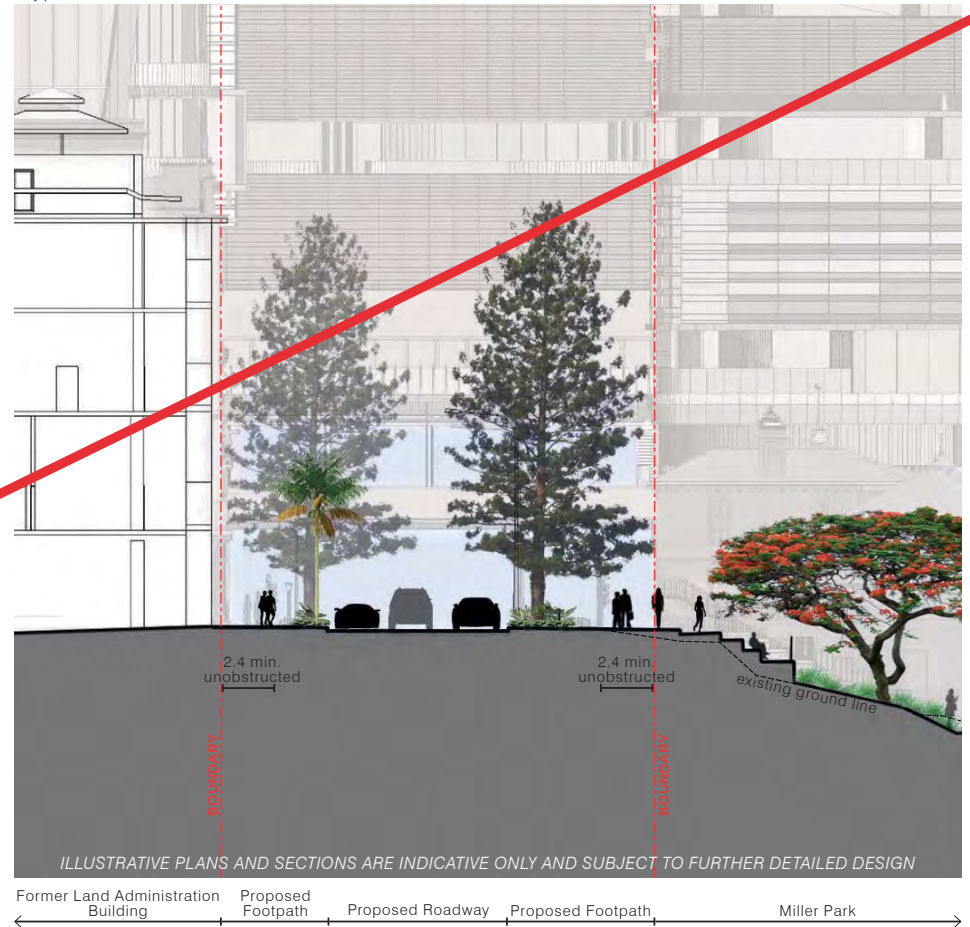 2.4 min.
unobstructed
2.4 min.
unobstructed
existing ground line
BOUNDARY
BOUNDARY
ILLUSTRATIVE PLANS AND SECTIONS ARE INDICATIVE ONLY AND SUBJECT TO FURTHER DETAILED DESIGN
Former Land Administration
Building
Proposed
Footpath
Proposed Roadway
Proposed Footpath
Miller Park